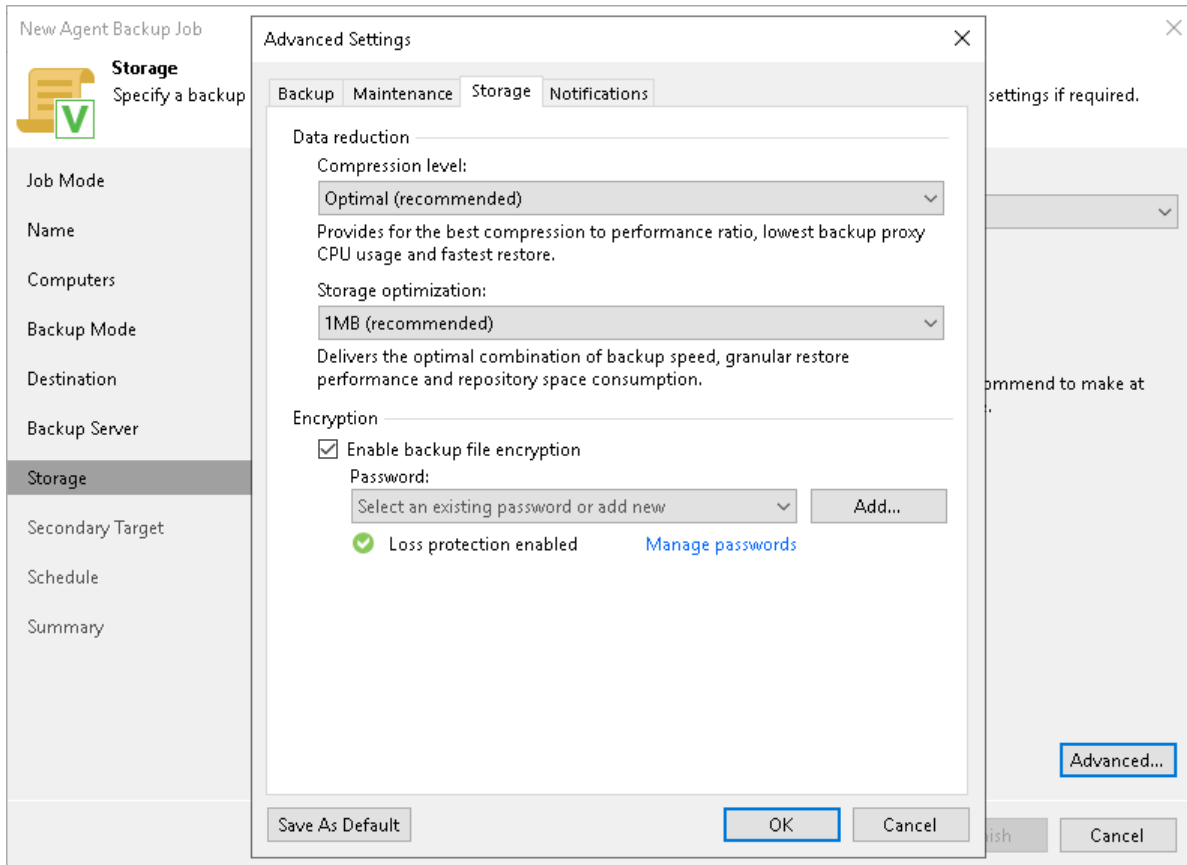 New Agent Backup Job
Storage
Specify a backup
settings if required.
Job Mode
Name
Computers
Backup Mode
Destination
Backup Server
Storage
Secondary Target
Schedule
Summary
Advanced Settings
Backup Maintenance Storage Notifications
Data reduction
Compression level:
Optimal (recommended)
Provides for the best compression to performance ratio, lowest backup proxy
CPU usage and fastest restore.
Storage optimization:
1MB (recommended)
Delivers the optimal combination of backup speed, granular restore
performance and repository space consumption.
Encryption
Enable backup file encryption
Password:
Select an existing password or add new
Add...
Loss protection enabled
Manage passwords
Save As Default
OK
Cancel
to make at
Advanced...
Cancel